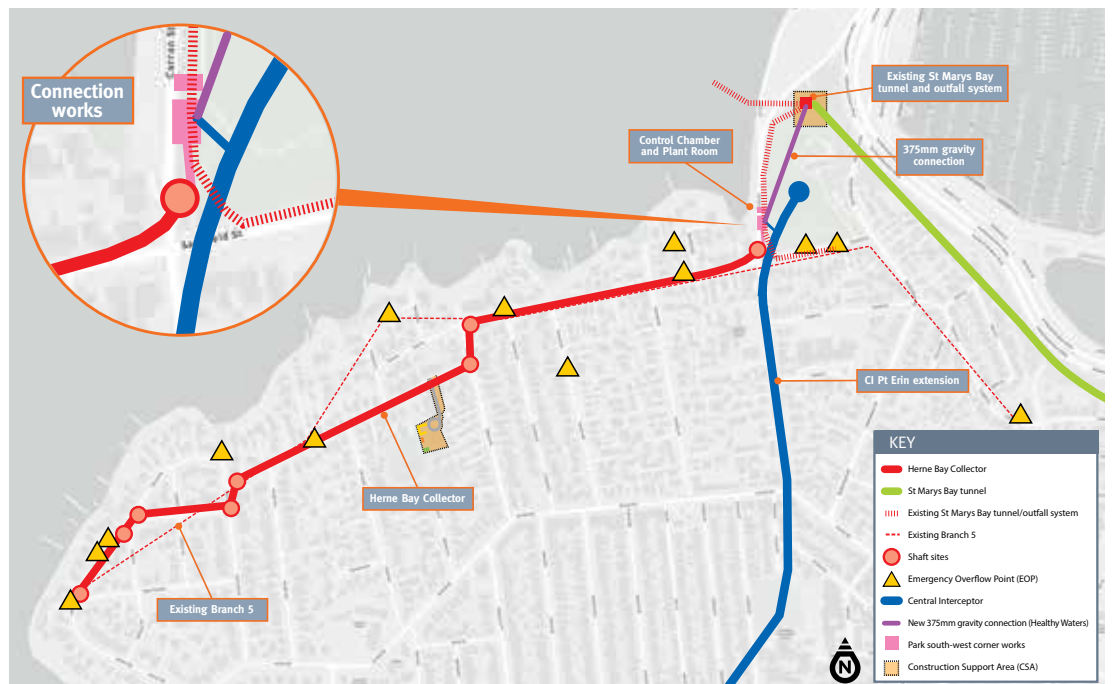 Connection
works
Curran St
Existing St Marys Bay
tunnel and outfall system
Control Chamber
and Plant Room
375mm gravity
connection
CI Pt Erin extension
Herne Bay Collector
Existing Branch 5
KEY
Herne Bay Collector
St Marys Bay tunnel
Existing St Marys Bay tunnel/outfall system
Existing Branch 5
Shaft sites
Emergency Overflow Point (EOP)
Central Interceptor
New 375mm gravity connection (Healthy Waters)
Park south-west corner works
Construction Support Area (CSA)
N